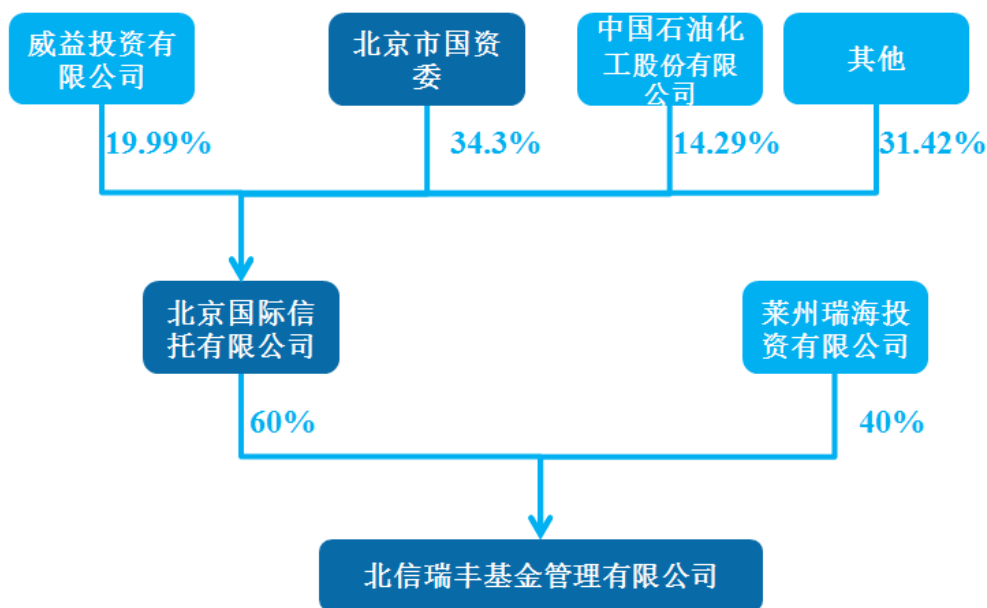 威益投资有
限公司
北京市国资
委
中国石油化
工股份有限
公司
其他
19.99%
34.3%
14.29%
31.42%
北京国际信
托有限公司
莱州瑞海投
资有限公司
60%
40%
北信瑞丰基金管理有限公司